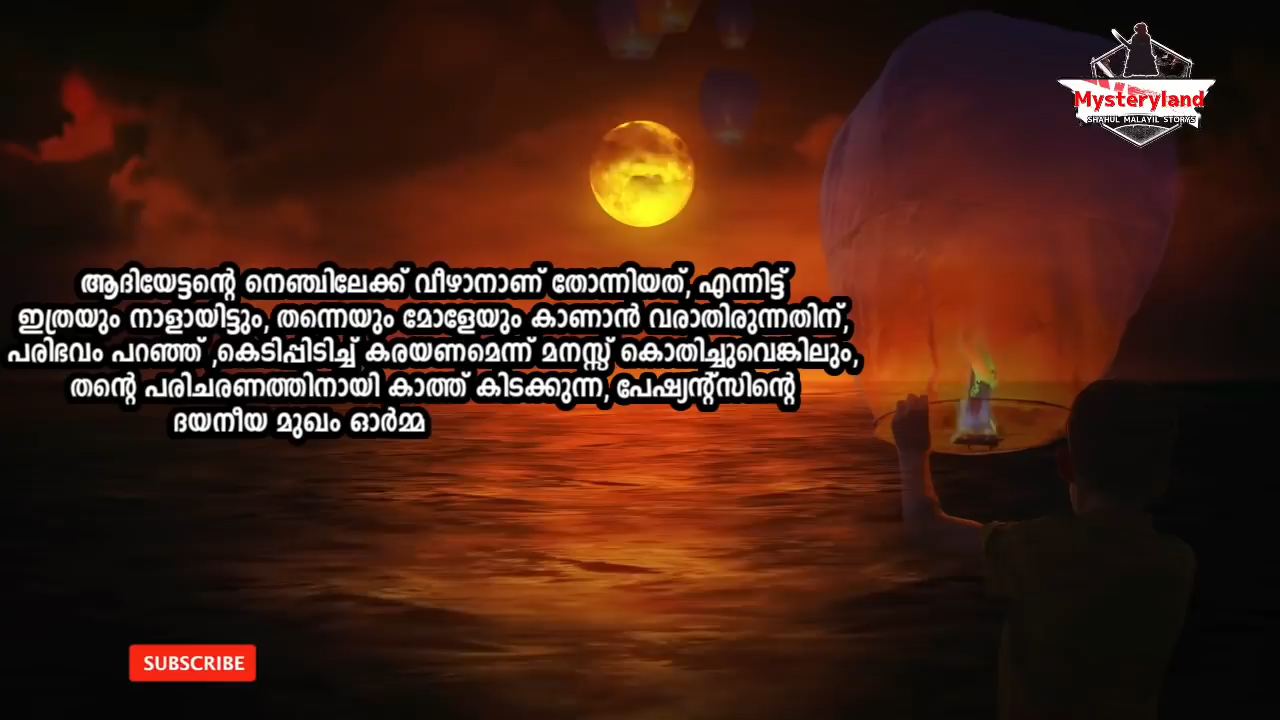 Mysteryland
SHAHUL MALAYIL STORYS
ആദിയേട്ടന്റെ നെഞ്ചിലേക്ക് വീഴാനാണ് തോന്നിയത്, എന്നിട്ട്
ഇത്രയും നാളായിട്ടും, തന്നെയും മോളേയും കാണാൻ വരാതിരുന്നതിന്,
പരിഭവം പറഞ്ഞ് ,കെടിപ്പിടിച്ച് കരയണമെന്ന് മനസ്സ് കൊതിച്ചുവെങ്കിലും,
തന്റെ പരിചരണത്തിനായി കാത്ത് കിടക്കുന്ന, പേഷ്യന്റ്സിന്റെ
ദയനീയ മുഖം ഓർമ്മ
SUBSCRIBE